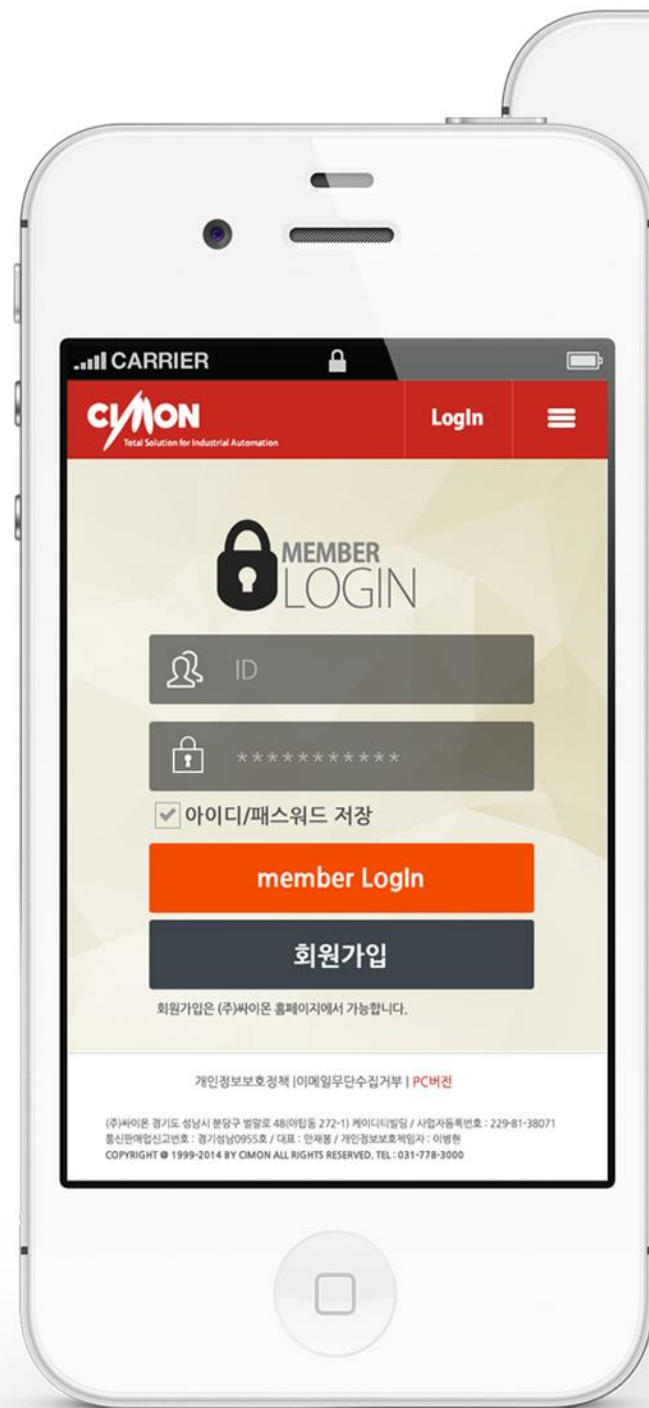 CARRIER
CIMON
Total Solution for Industrial Automation
LogIn
MEMBER
LOGIN
ID
***********
아이디/패스워드 저장
member LogIn
회원가입
회원가입은 (주)싸이몬 홈페이지에서 가능합니다.
개인정보보호정책 |이메일무단수집거부 | PC버전
(주)싸이몬 경기도 성남시 분당구 벌말로 48(야탑동 272-1) 케이디티빌딩 / 사업자등록번호 : 229-81-38071
통신판매업신고번호 : 경기성남0955호 / 대표 : 안재봉 / 개인정보보호책임자 : 이병현
COPYRIGHT @ 1999-2014 BY CIMON ALL RIGHTS RESERVED. TEL : 031-778-3000